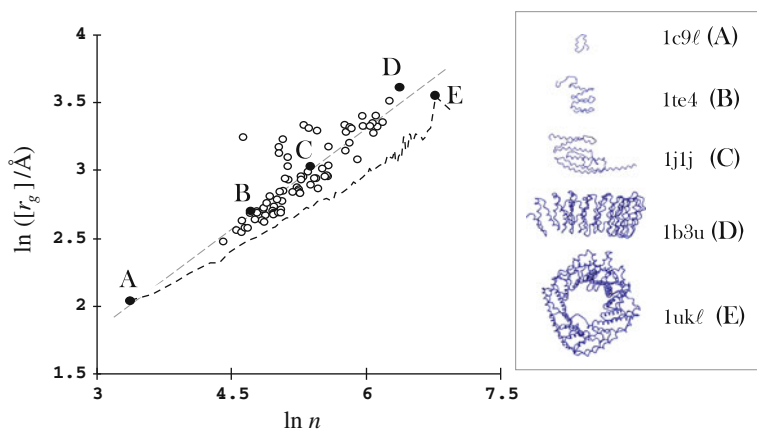 4
3.5
3
2.5
2
1.5
3
4.5
6
7.5
ln ([r_g]/Å)
ln n
A
B
C
D
E
1c9ℓ (A)
1te4 (B)
1j1j (C)
1b3u (D)
1ukℓ (E)